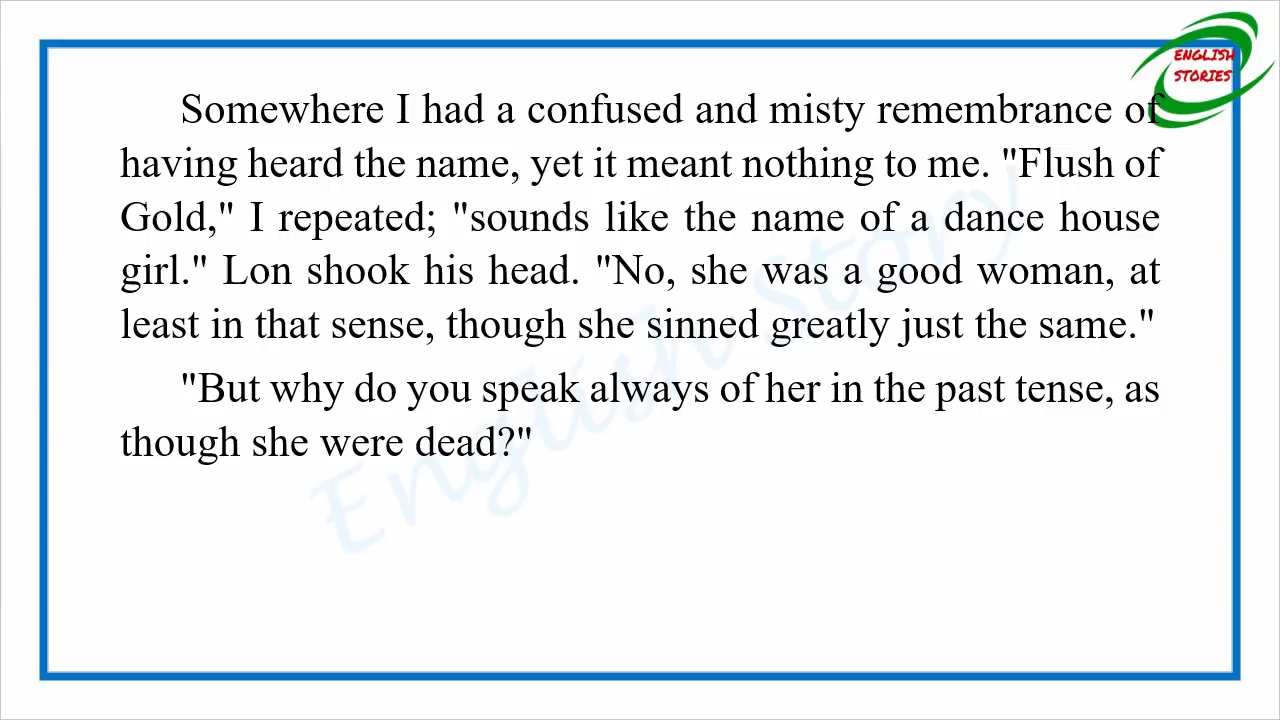 ENGLISH
STORIES
Somewhere I had a confused and misty remembrance of
having heard the name, yet it meant nothing to me. "Flush of
Gold," I repeated; "sounds like the name of a dance house
girl." Lon shook his head. "No, she was a good woman, at
least in that sense, though she sinned greatly just the same."
"But why do you speak always of her in the past tense, as
though she were dead?"
English Story